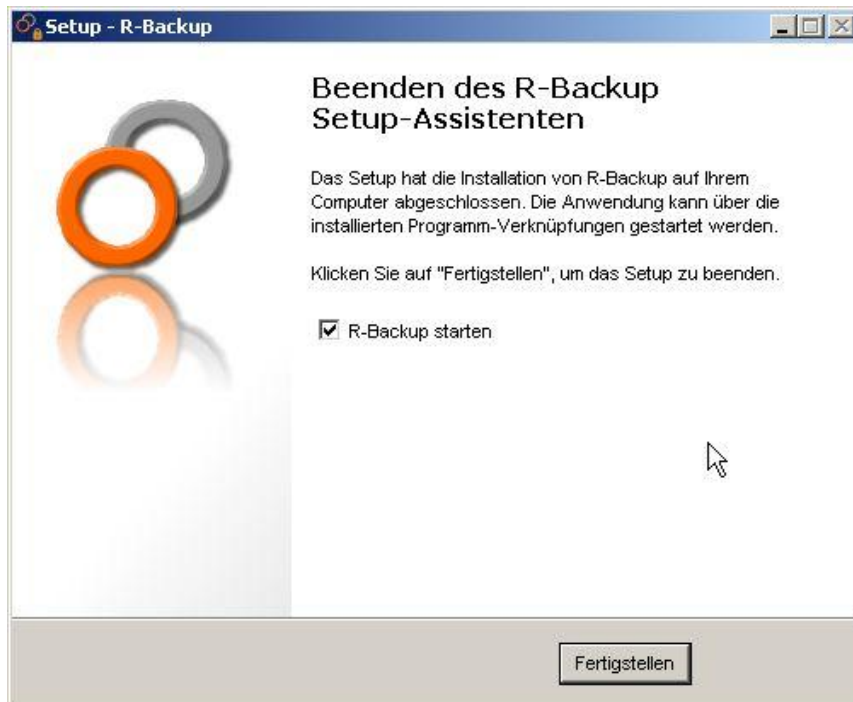 Setup - R-Backup
Beenden des R-Backup
Setup-Assistenten
Das Setup hat die Installation von R-Backup auf Ihrem
Computer abgeschlossen. Die Anwendung kann über die
installierten Programm-Verknüpfungen gestartet werden.
Klicken Sie auf "Fertigstellen", um das Setup zu beenden.
R-Backup starten
Fertigstellen